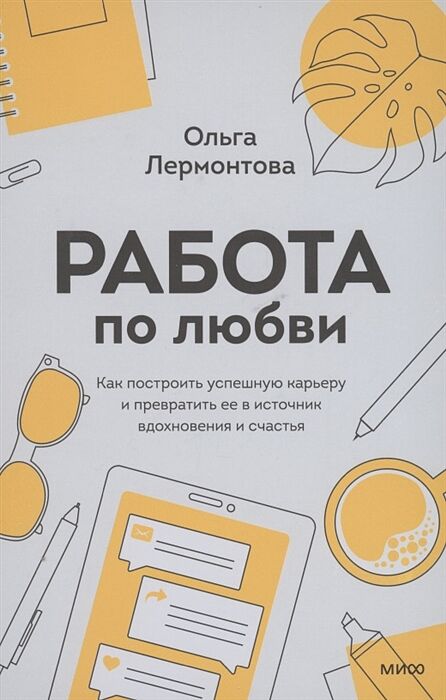 Ольга
Лермонтова
РАБОТА
по любви
Как построить успешную карьеру
и превратить ее в источник
вдохновения и счастья
МИФ